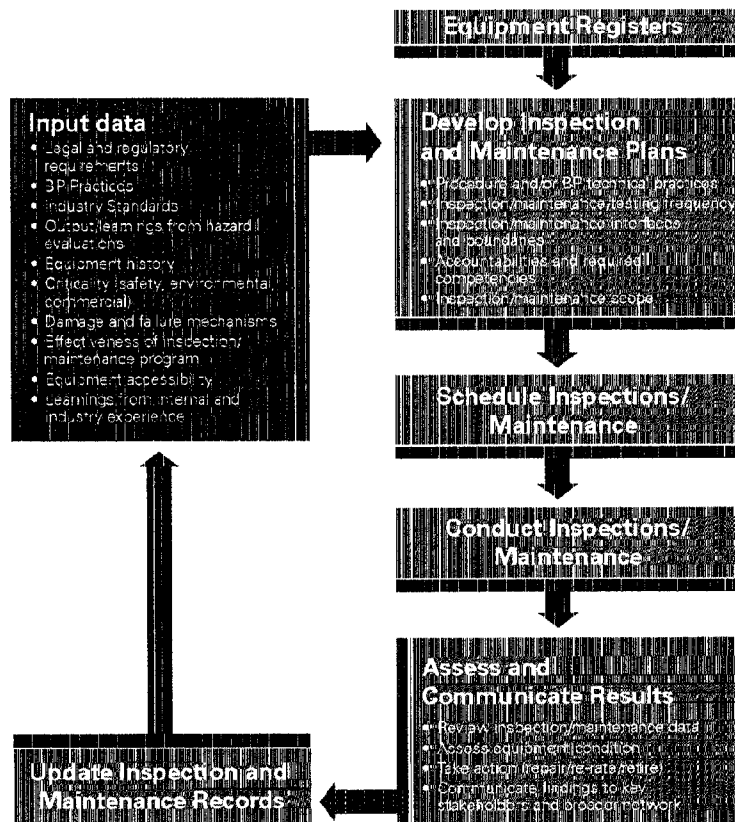 Equipment Registers
Input data
• Legal and regulatory
requirements
• BP Practices
• Industry Standards
• Output/learnings from hazard
evaluations
• Equipment history
• Criticality (safety, environmental,
commercial)
• Damage and failure mechanisms
• Effectiveness of inspection/
maintenance program
• Equipment accessibility
• Learnings from internal and
industry experience
Develop Inspection
and Maintenance Plans
• Procedure and/or BP technical practices
• Inspection/maintenance/testing frequency
• Inspection/maintenance interfaces
and boundaries
• Accountabilities and required
competencies
• Inspection/maintenance scope
Schedule Inspections/
Maintenance
Conduct Inspections/
Maintenance
Assess and
Communicate Results
• Review inspection/maintenance data
• Assess equipment condition
• Take action (repair/re-rate/retire)
• Communicate findings to key
stakeholders and broader network
Update Inspection and
Maintenance Records